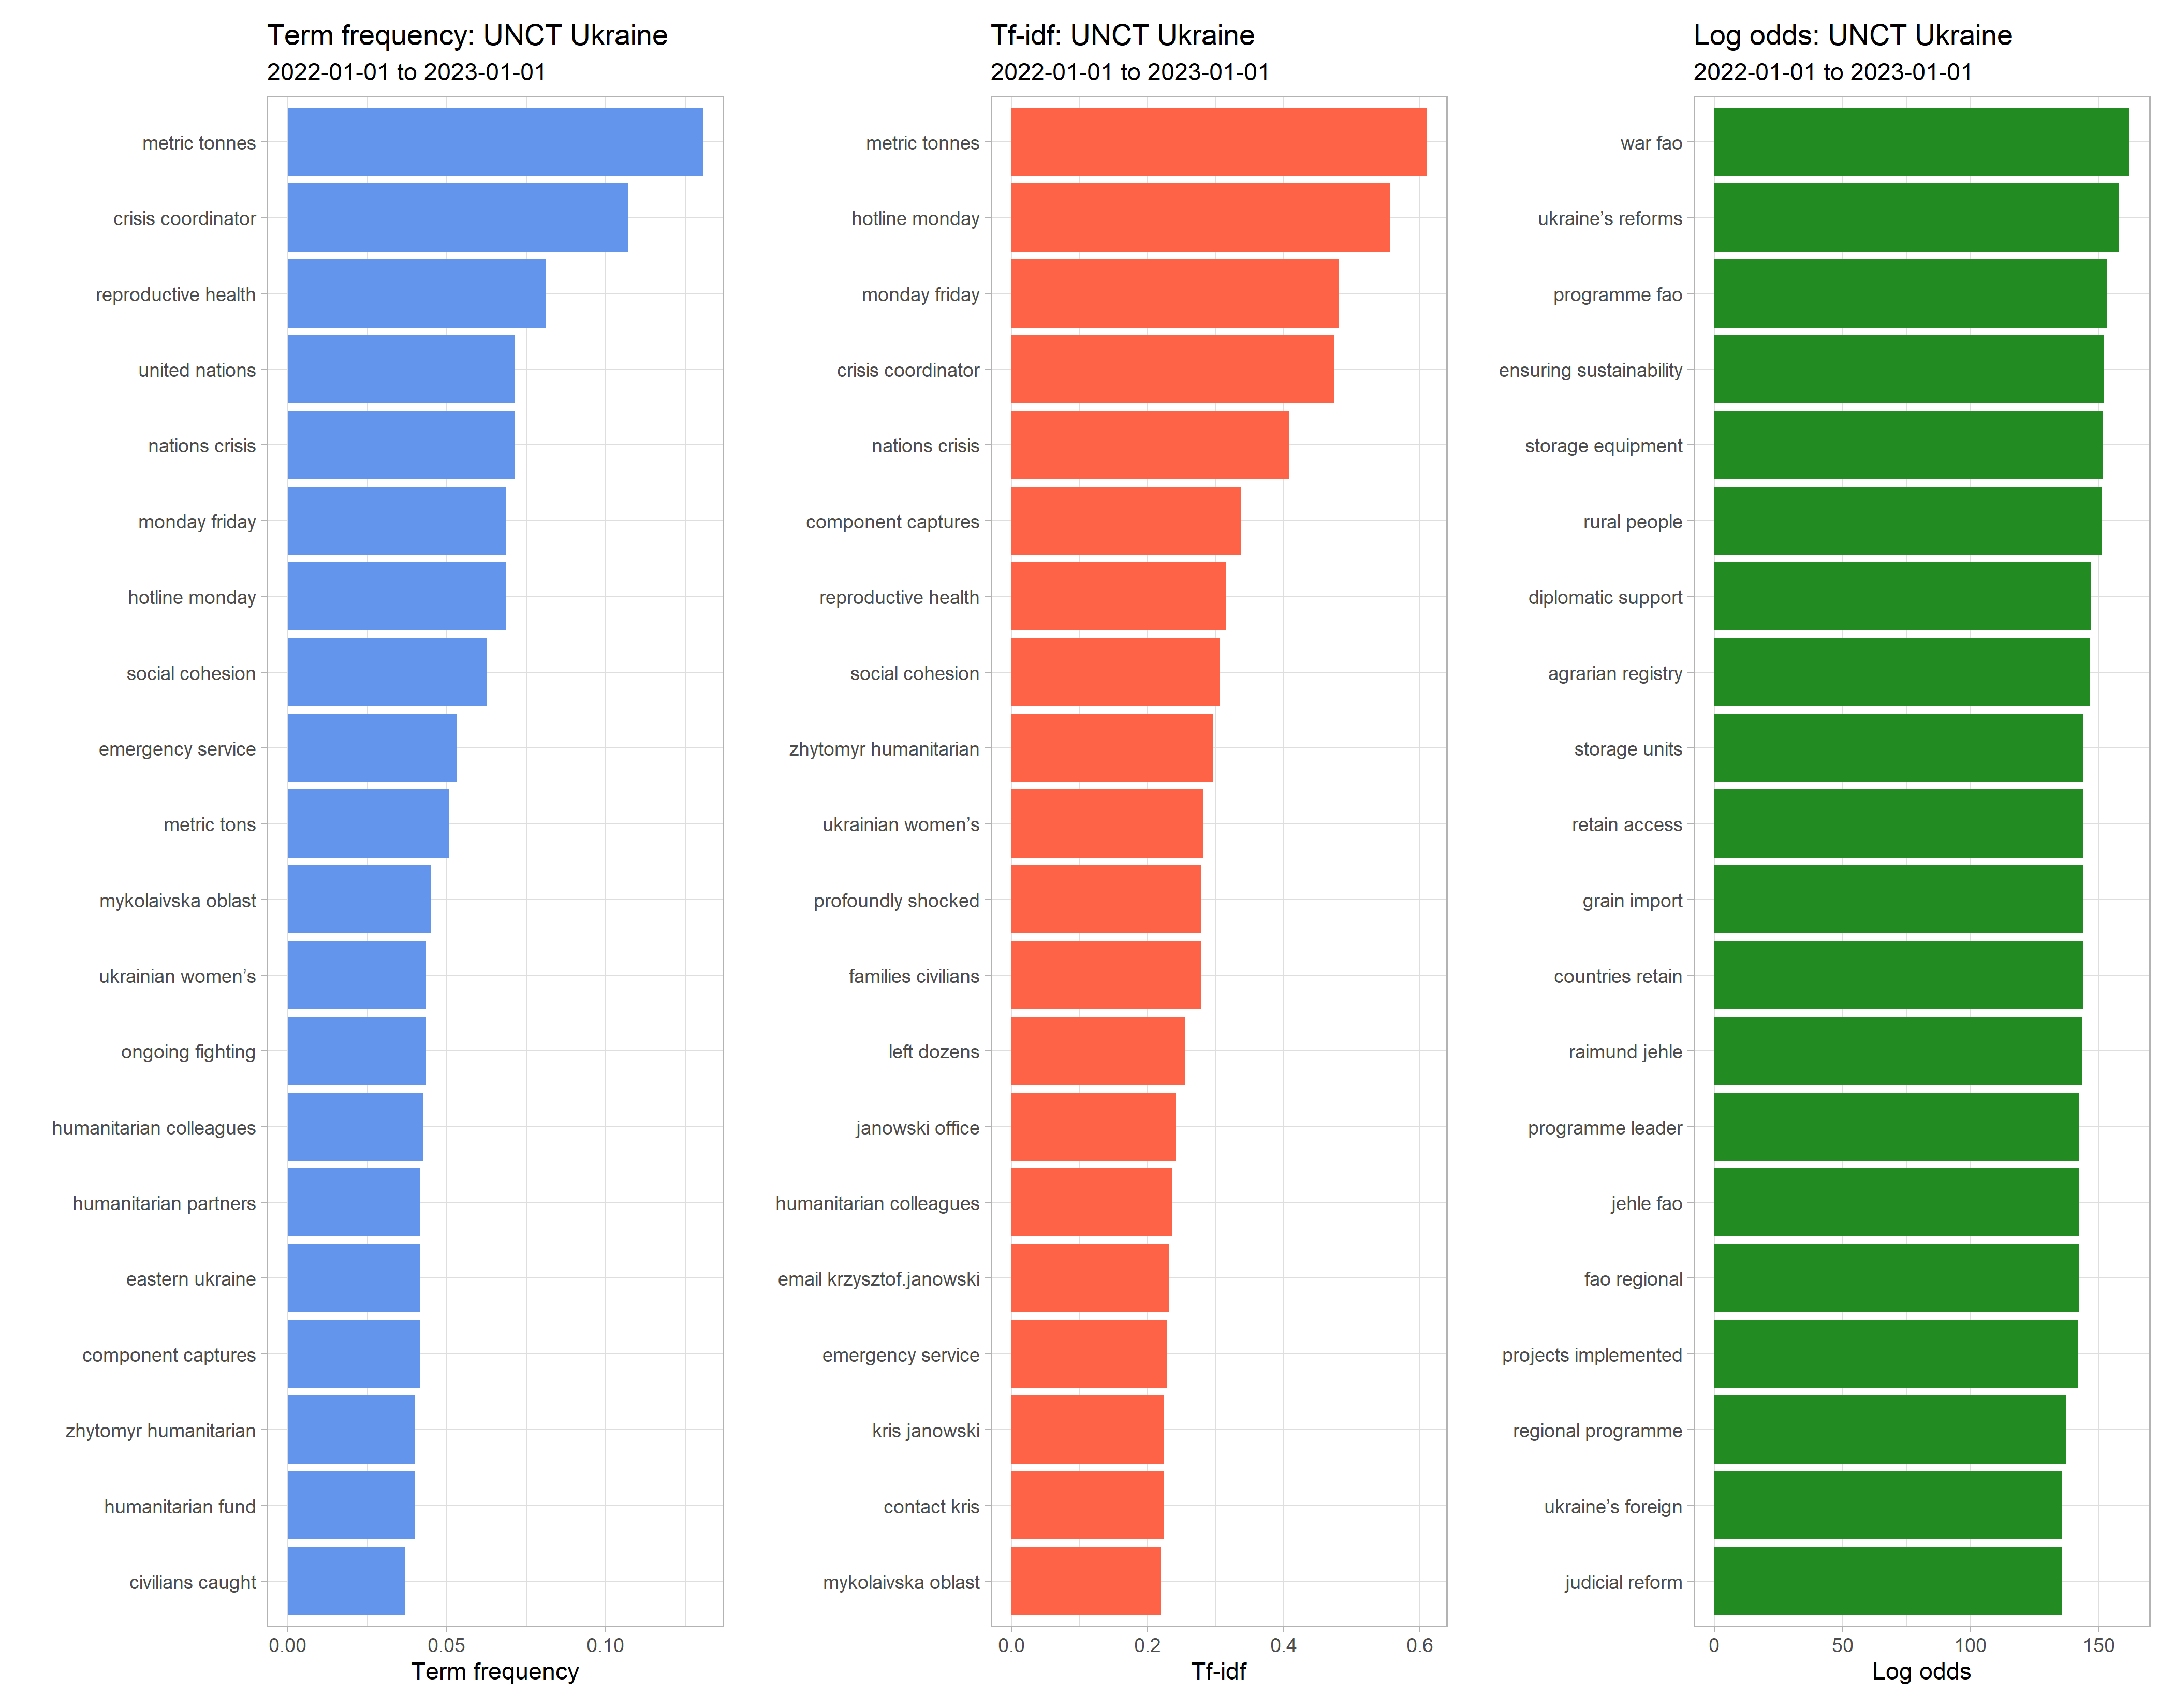 Term frequency: UNCT Ukraine
2022-01-01 to 2023-01-01
metric tonnes
crisis coordinator
reproductive health
united nations
nations crisis
monday friday
hotline monday
social cohesion
emergency service
metric tons
mykolaivska oblast
ukrainian women’s
ongoing fighting
humanitarian colleagues
humanitarian partners
eastern ukraine
component captures
zhytomyr humanitarian
humanitarian fund
civilians caught
0.00 0.05 0.10
Term frequency
Tf-idf: UNCT Ukraine
2022-01-01 to 2023-01-01
metric tonnes
hotline monday
monday friday
crisis coordinator
nations crisis
component captures
reproductive health
social cohesion
zhytomyr humanitarian
ukrainian women’s
profoundly shocked
families civilians
left dozens
janowski office
humanitarian colleagues
email krzysztof.janowski
emergency service
kris janowski
contact kris
mykolaivska oblast
0.0 0.2 0.4 0.6
Tf-idf
Log odds: UNCT Ukraine
2022-01-01 to 2023-01-01
war fao
ukraine’s reforms
programme fao
ensuring sustainability
storage equipment
rural people
diplomatic support
agrarian registry
storage units
retain access
grain import
countries retain
raimund jehle
programme leader
jehle fao
fao regional
projects implemented
regional programme
ukraine’s foreign
judicial reform
0 50 100 150
Log odds